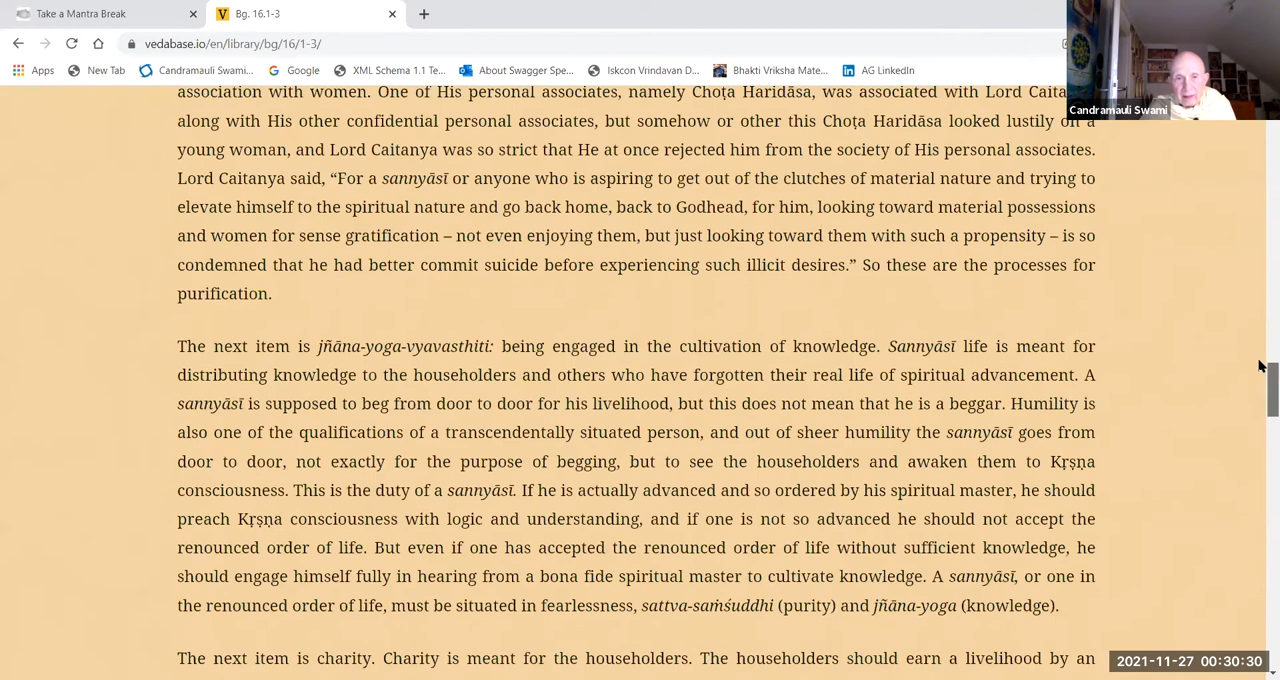 Take a Mantra Break
Bg. 16.1-3
vedabase.io/en/library/bg/16/1-3/
Apps New Tab Candramauli Swami... Google XML Schema 1.1 Te... About Swagger Spe... Iskcon Vrindavan D... Bhakti Vriksha Mate... AG LinkedIn
Candramauli Swami
association with women. One of His personal associates, namely Choṭa Haridāsa, was associated with Lord Caita
along with His other confidential personal associates, but somehow or other this Choṭa Haridāsa looked lustily on a
young woman, and Lord Caitanya was so strict that He at once rejected him from the society of His personal associates.
Lord Caitanya said, “For a sannyāsī or anyone who is aspiring to get out of the clutches of material nature and trying to
elevate himself to the spiritual nature and go back home, back to Godhead, for him, looking toward material possessions
and women for sense gratification – not even enjoying them, but just looking toward them with such a propensity – is so
condemned that he had better commit suicide before experiencing such illicit desires.” So these are the processes for
purification.
The next item is jñāna-yoga-vyavasthiti: being engaged in the cultivation of knowledge. Sannyāsī life is meant for
distributing knowledge to the householders and others who have forgotten their real life of spiritual advancement. A
sannyāsī is supposed to beg from door to door for his livelihood, but this does not mean that he is a beggar. Humility is
also one of the qualifications of a transcendentally situated person, and out of sheer humility the sannyāsī goes from
door to door, not exactly for the purpose of begging, but to see the householders and awaken them to Kṛṣṇa
consciousness. This is the duty of a sannyāsī. If he is actually advanced and so ordered by his spiritual master, he should
preach Kṛṣṇa consciousness with logic and understanding, and if one is not so advanced he should not accept the
renounced order of life. But even if one has accepted the renounced order of life without sufficient knowledge, he
should engage himself fully in hearing from a bona fide spiritual master to cultivate knowledge. A sannyāsī, or one in
the renounced order of life, must be situated in fearlessness, sattva-saṁśuddhi (purity) and jñāna-yoga (knowledge).
The next item is charity. Charity is meant for the householders. The householders should earn a livelihood by an
2021-11-27 00:30:30